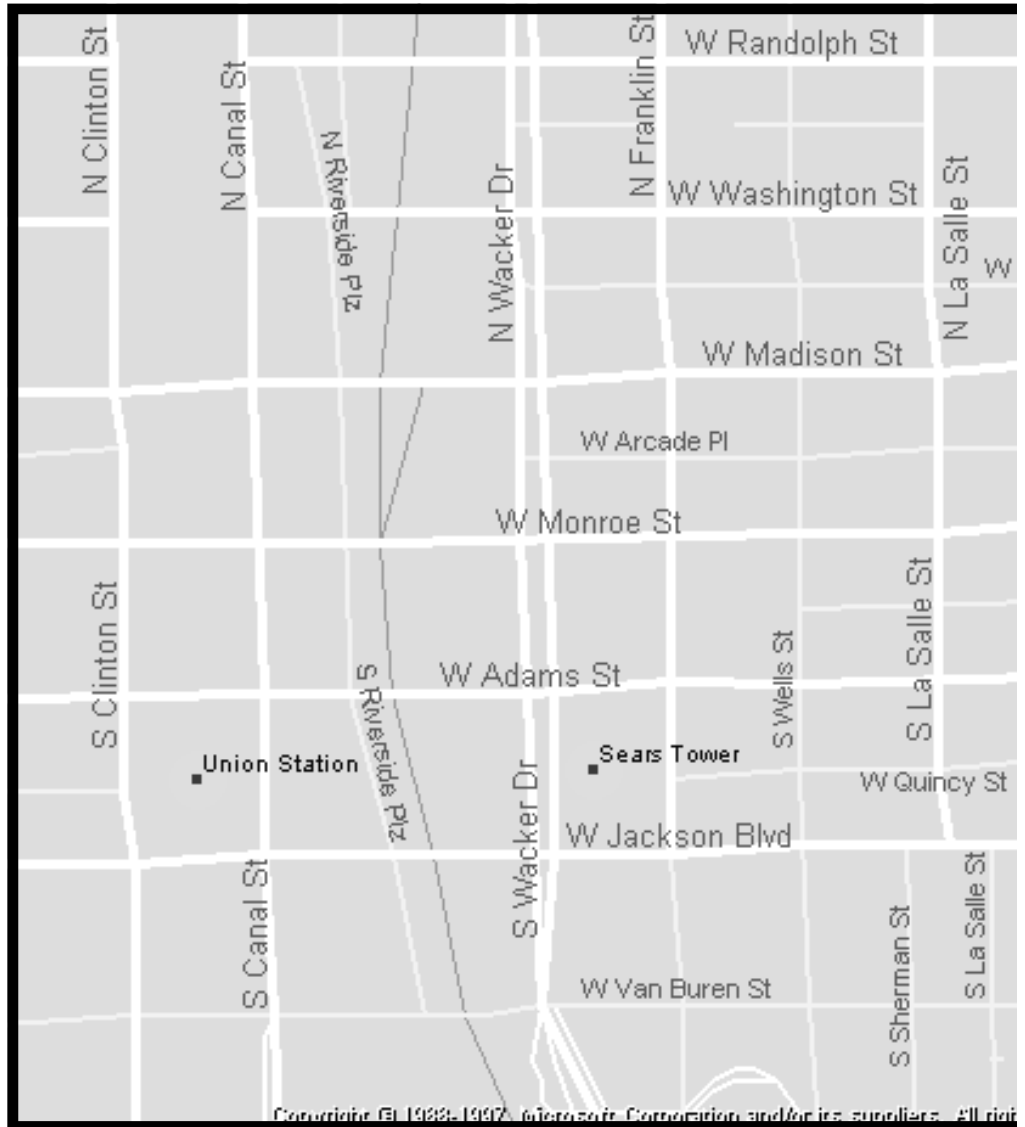 N Clinton St
N Canal St
N Riverside Plz
N Wacker Dr
N Franklin St
W Randolph St
W Washington St
N La Salle St
W
W Madison St
W Arcade Pl
W Monroe St
S Clinton St
S La Salle St
S Wells St
W Adams St
S Riverside Plz
Union Station
Sears Tower
W Quincy St
S Wacker Dr
W Jackson Blvd
S Canal St
S Sherman St
S La Salle St
W Van Buren St
Copyright © 1988-1997, Microsoft Corporation and/or its suppliers. All rig